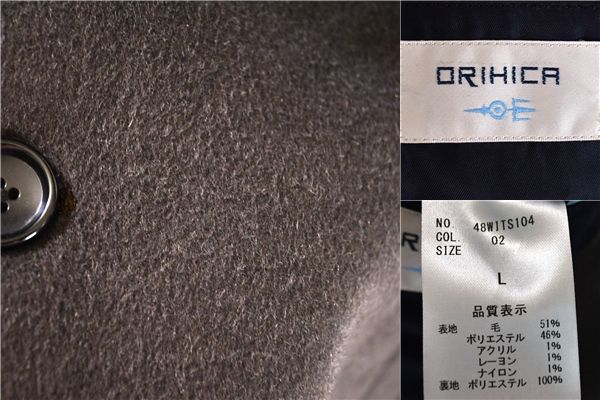 ORIHICA
OR
NO. 48WITS104
COL. 02
SIZE
L
品質表示
表地 毛 51%
ポリエステル 46%
アクリル 1%
レーヨン 1%
ナイロン 1%
裏地 ポリエステル 100%